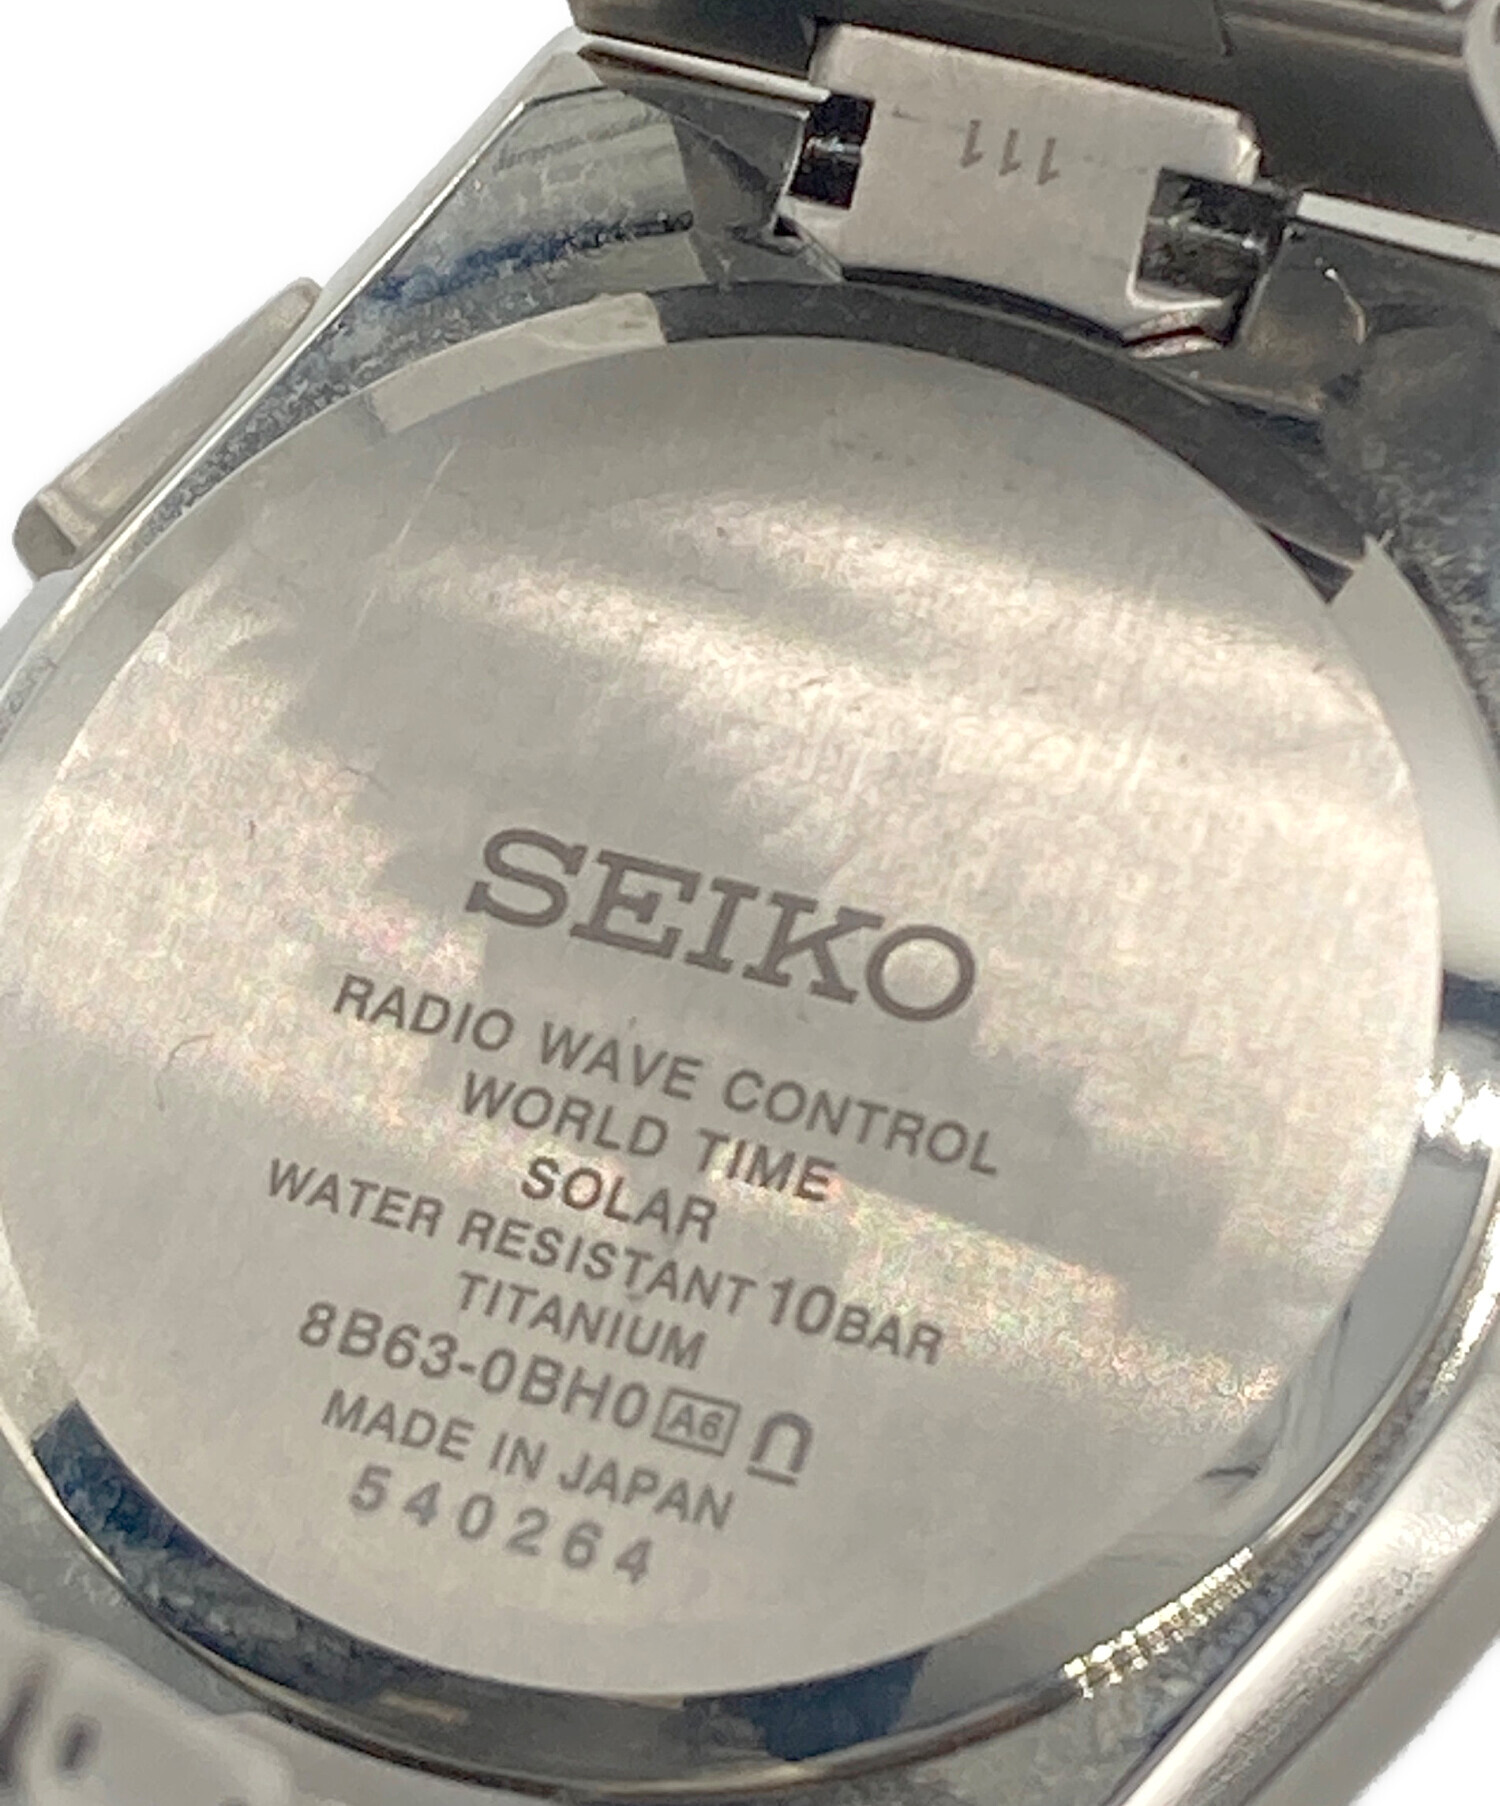 111
SEIKO
RADIO WAVE CONTROL
WORLD TIME
SOLAR
WATER RESISTANT 10BAR
TITANIUM
8B63-0BH0 A6
MADE IN JAPAN
540264